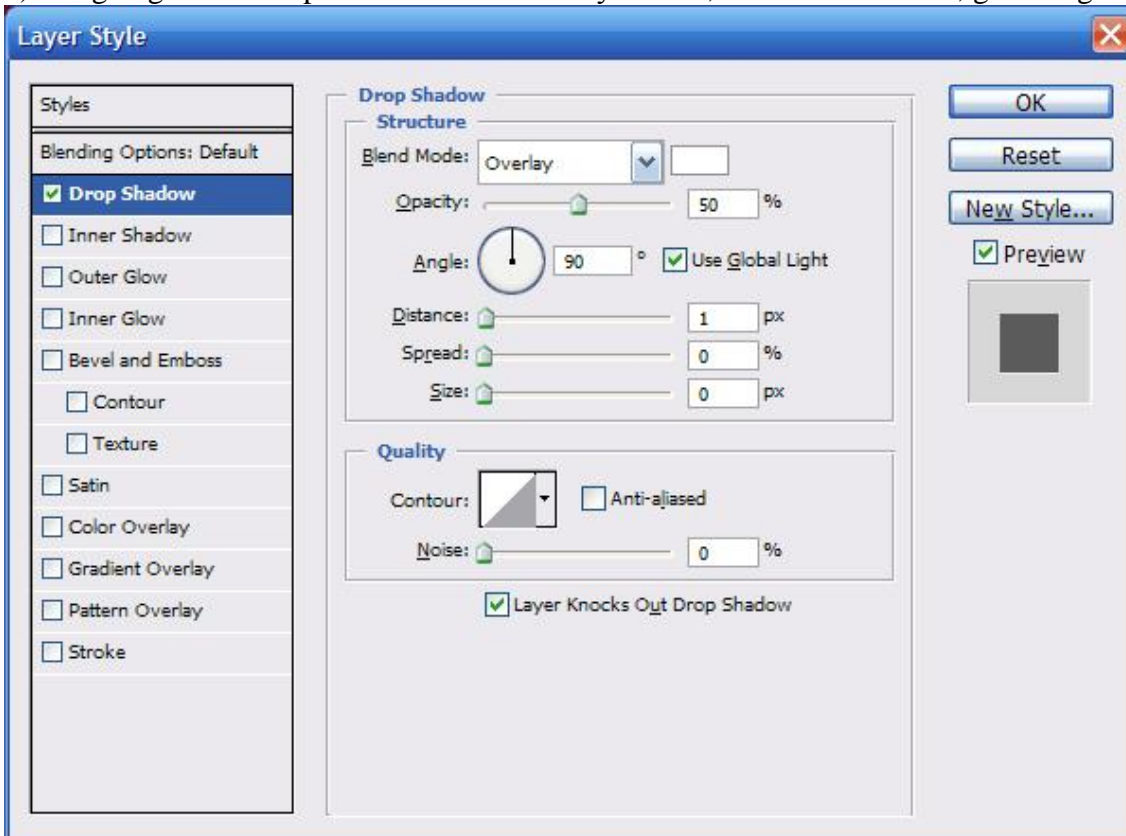 Layer Style
Styles
Blending Options: Default
Drop Shadow
Inner Shadow
Outer Glow
Inner Glow
Bevel and Emboss
Contour
Texture
Satin
Color Overlay
Gradient Overlay
Pattern Overlay
Stroke
Drop Shadow
Structure
Blend Mode: Overlay
Opacity: 50 %
Angle: 90 ° Use Global Light
Distance: 1 px
Spread: 0 %
Size: 0 px
Quality
Contour: Anti-aliased
Noise: 0 %
Layer Knocks Out Drop Shadow
OK
Reset
New Style...
Preview